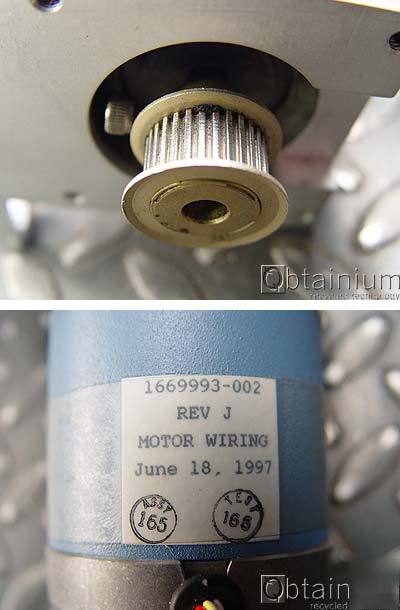 Obtainium
recycled technology
1669993-002
REV J
MOTOR WIRING
June 18, 1997
ASSY
165
TEST
165
Obtain
recycled